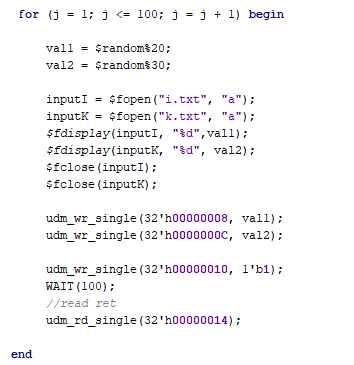 for (j = 1; j <= 100; j = j + 1) begin
val1 = $random%20;
val2 = $random%30;
inputI = $fopen("i.txt", "a");
inputK = $fopen("k.txt", "a");
$fdisplay(inputI, "%d",val1);
$fdisplay(inputK, "%d", val2);
$fclose(inputI);
$fclose(inputK);
udm_wr_single(32'h00000008, val1);
udm_wr_single(32'h0000000C, val2);
udm_wr_single(32'h00000010, 1'b1);
WAIT(100);
//read ret
udm_rd_single(32'h00000014);
end